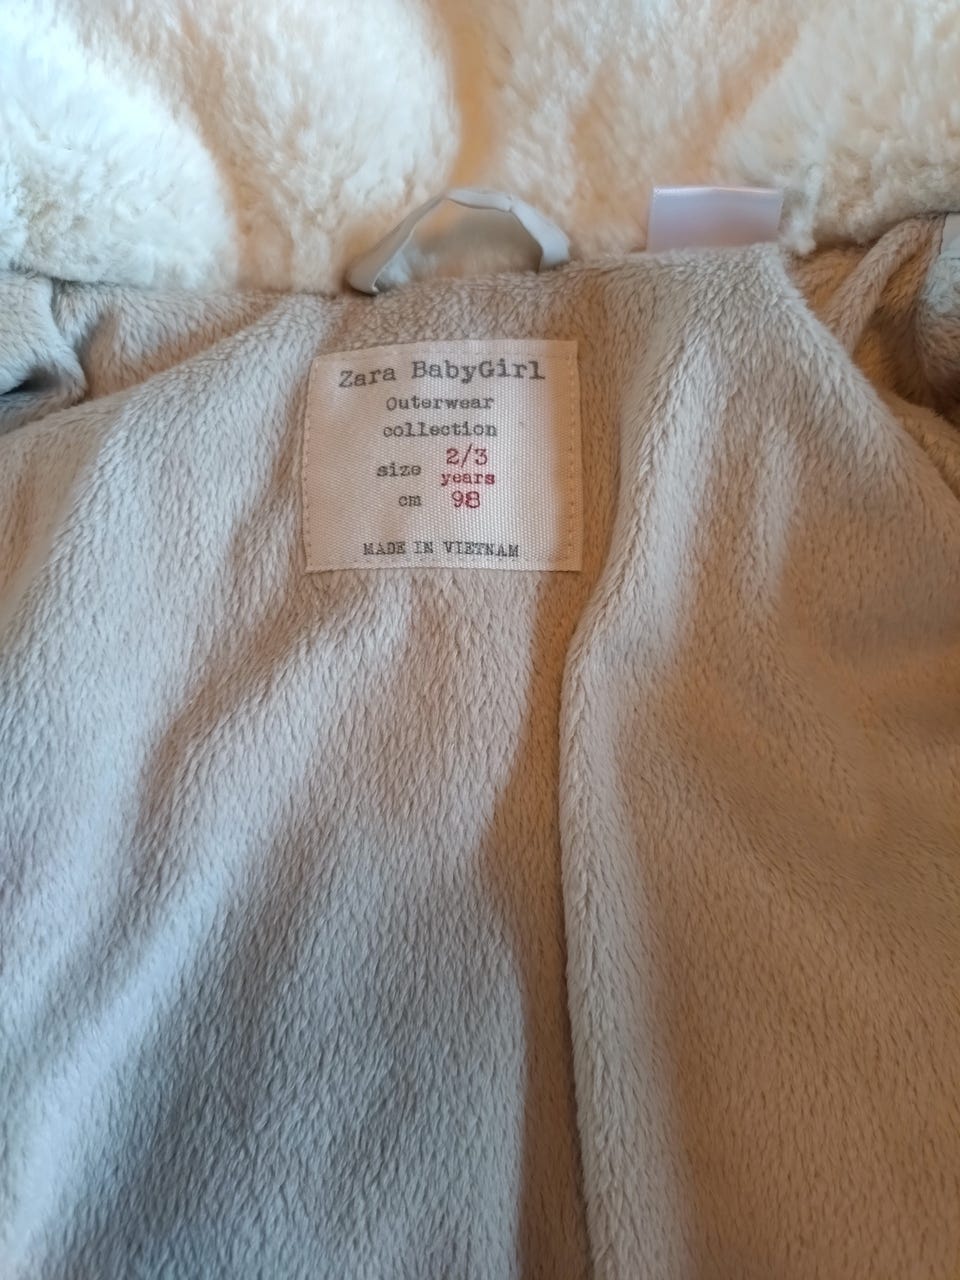 Zara BabyGirl
Outerwear
collection
size 2/3 years
cm 98
MADE IN VIETNAM